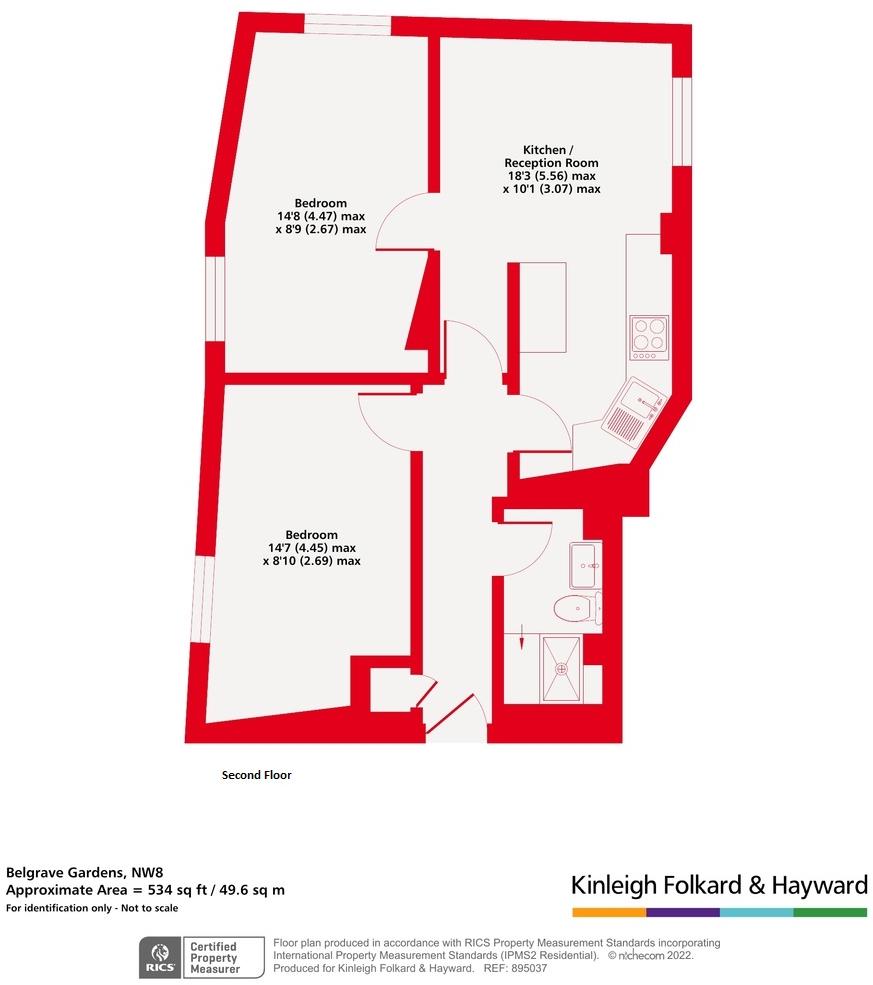 Kitchen /
Reception Room
18'3 (5.56) max
x 10'1 (3.07) max
Bedroom
14'8 (4.47) max
x 8'9 (2.67) max
Bedroom
14'7 (4.45) max
x 8'10 (2.69) max
Second Floor
Belgrave Gardens, NW8
Approximate Area = 534 sq ft / 49.6 sq m
For identification only - Not to scale
Kinleigh Folkard & Hayward
RICS
Certified
Property
Measurer
Floor plan produced in accordance with RICS Property Measurement Standards incorporating
International Property Measurement Standards (IPMS2 Residential). © nichecom 2022.
Produced for Kinleigh Folkard & Hayward. REF: 895037